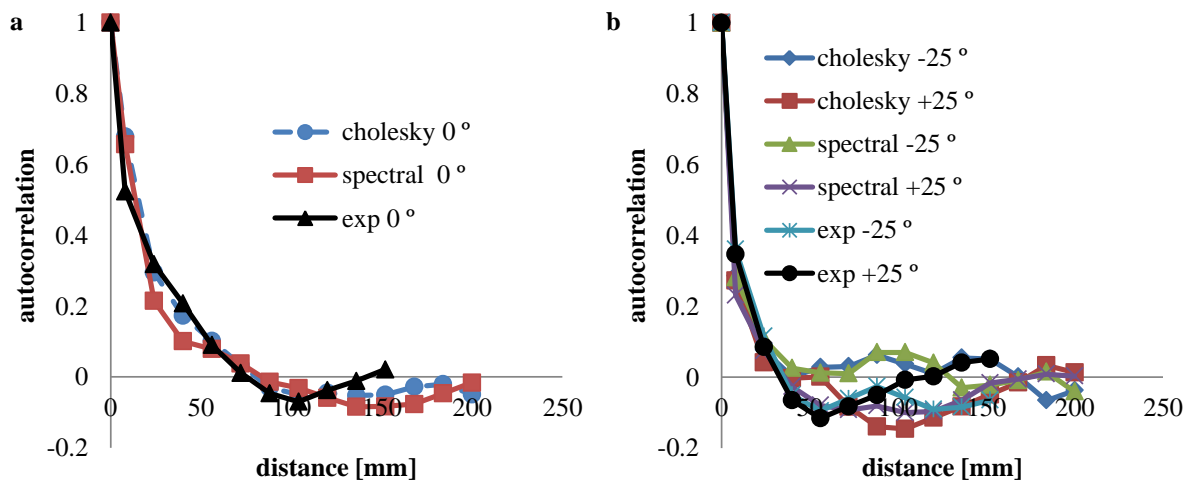 a
1
0.8
0.6
0.4
0.2
0
-0.2
autocorrelation
cholesky 0 º
spectral 0 º
exp 0 º
0 50 100 150 200 250
distance [mm]
b
1
0.8
0.6
0.4
0.2
0
-0.2
autocorrelation
cholesky -25 º
cholesky +25 º
spectral -25 º
spectral +25 º
exp -25 º
exp +25 º
0 50 100 150 200 250
distance [mm]